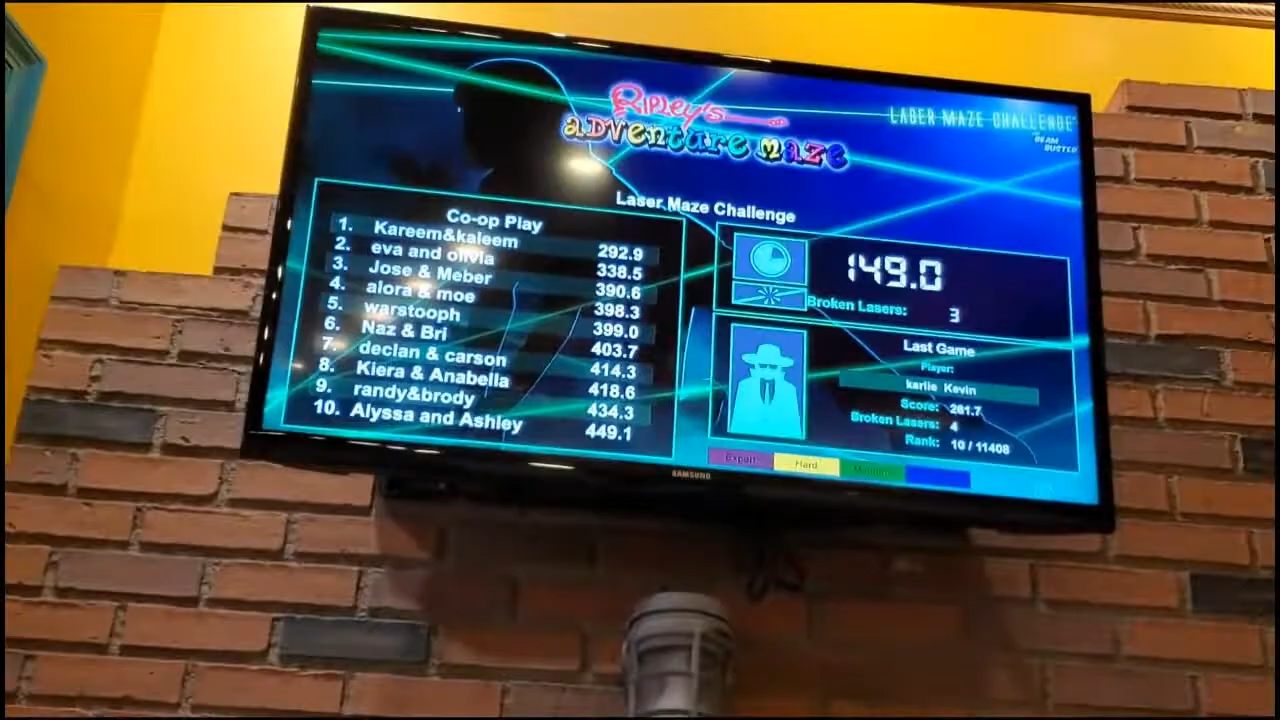 Ripley's
adventure maze
LASER MAZE CHALLENGE
BEAM BUSTED
Laser Maze Challenge
Co-op Play
1. Kareem&kaleem 292.9
2. eva and olivia 338.5
3. Jose & Meber 390.6
4. alora & moe 398.3
5. warstooph 399.0
6. Naz & Bri 403.7
7. declan & carson 414.3
8. Kiera & Anabella 418.6
9. randy&brody 434.3
10. Alyssa and Ashley 449.1
149.0
Broken Lasers: 3
Last Game
Player:
karlie Kevin
Score: 261.7
Broken Lasers: 4
Rank: 10 / 11408
Expert Hard Medium
SAMSUNG